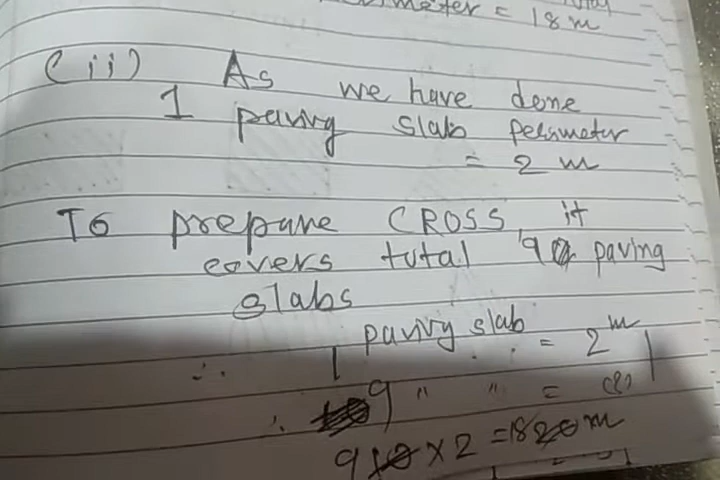 = 18 m
(ii) As we have done
1 paving slab perimeter
= 2 m
To prepare CROSS, it
covers total 9 paving
slabs
∴ 1 paving slab = 2 m
∴ 9 " " = (?)
9 × 2 = 18 m